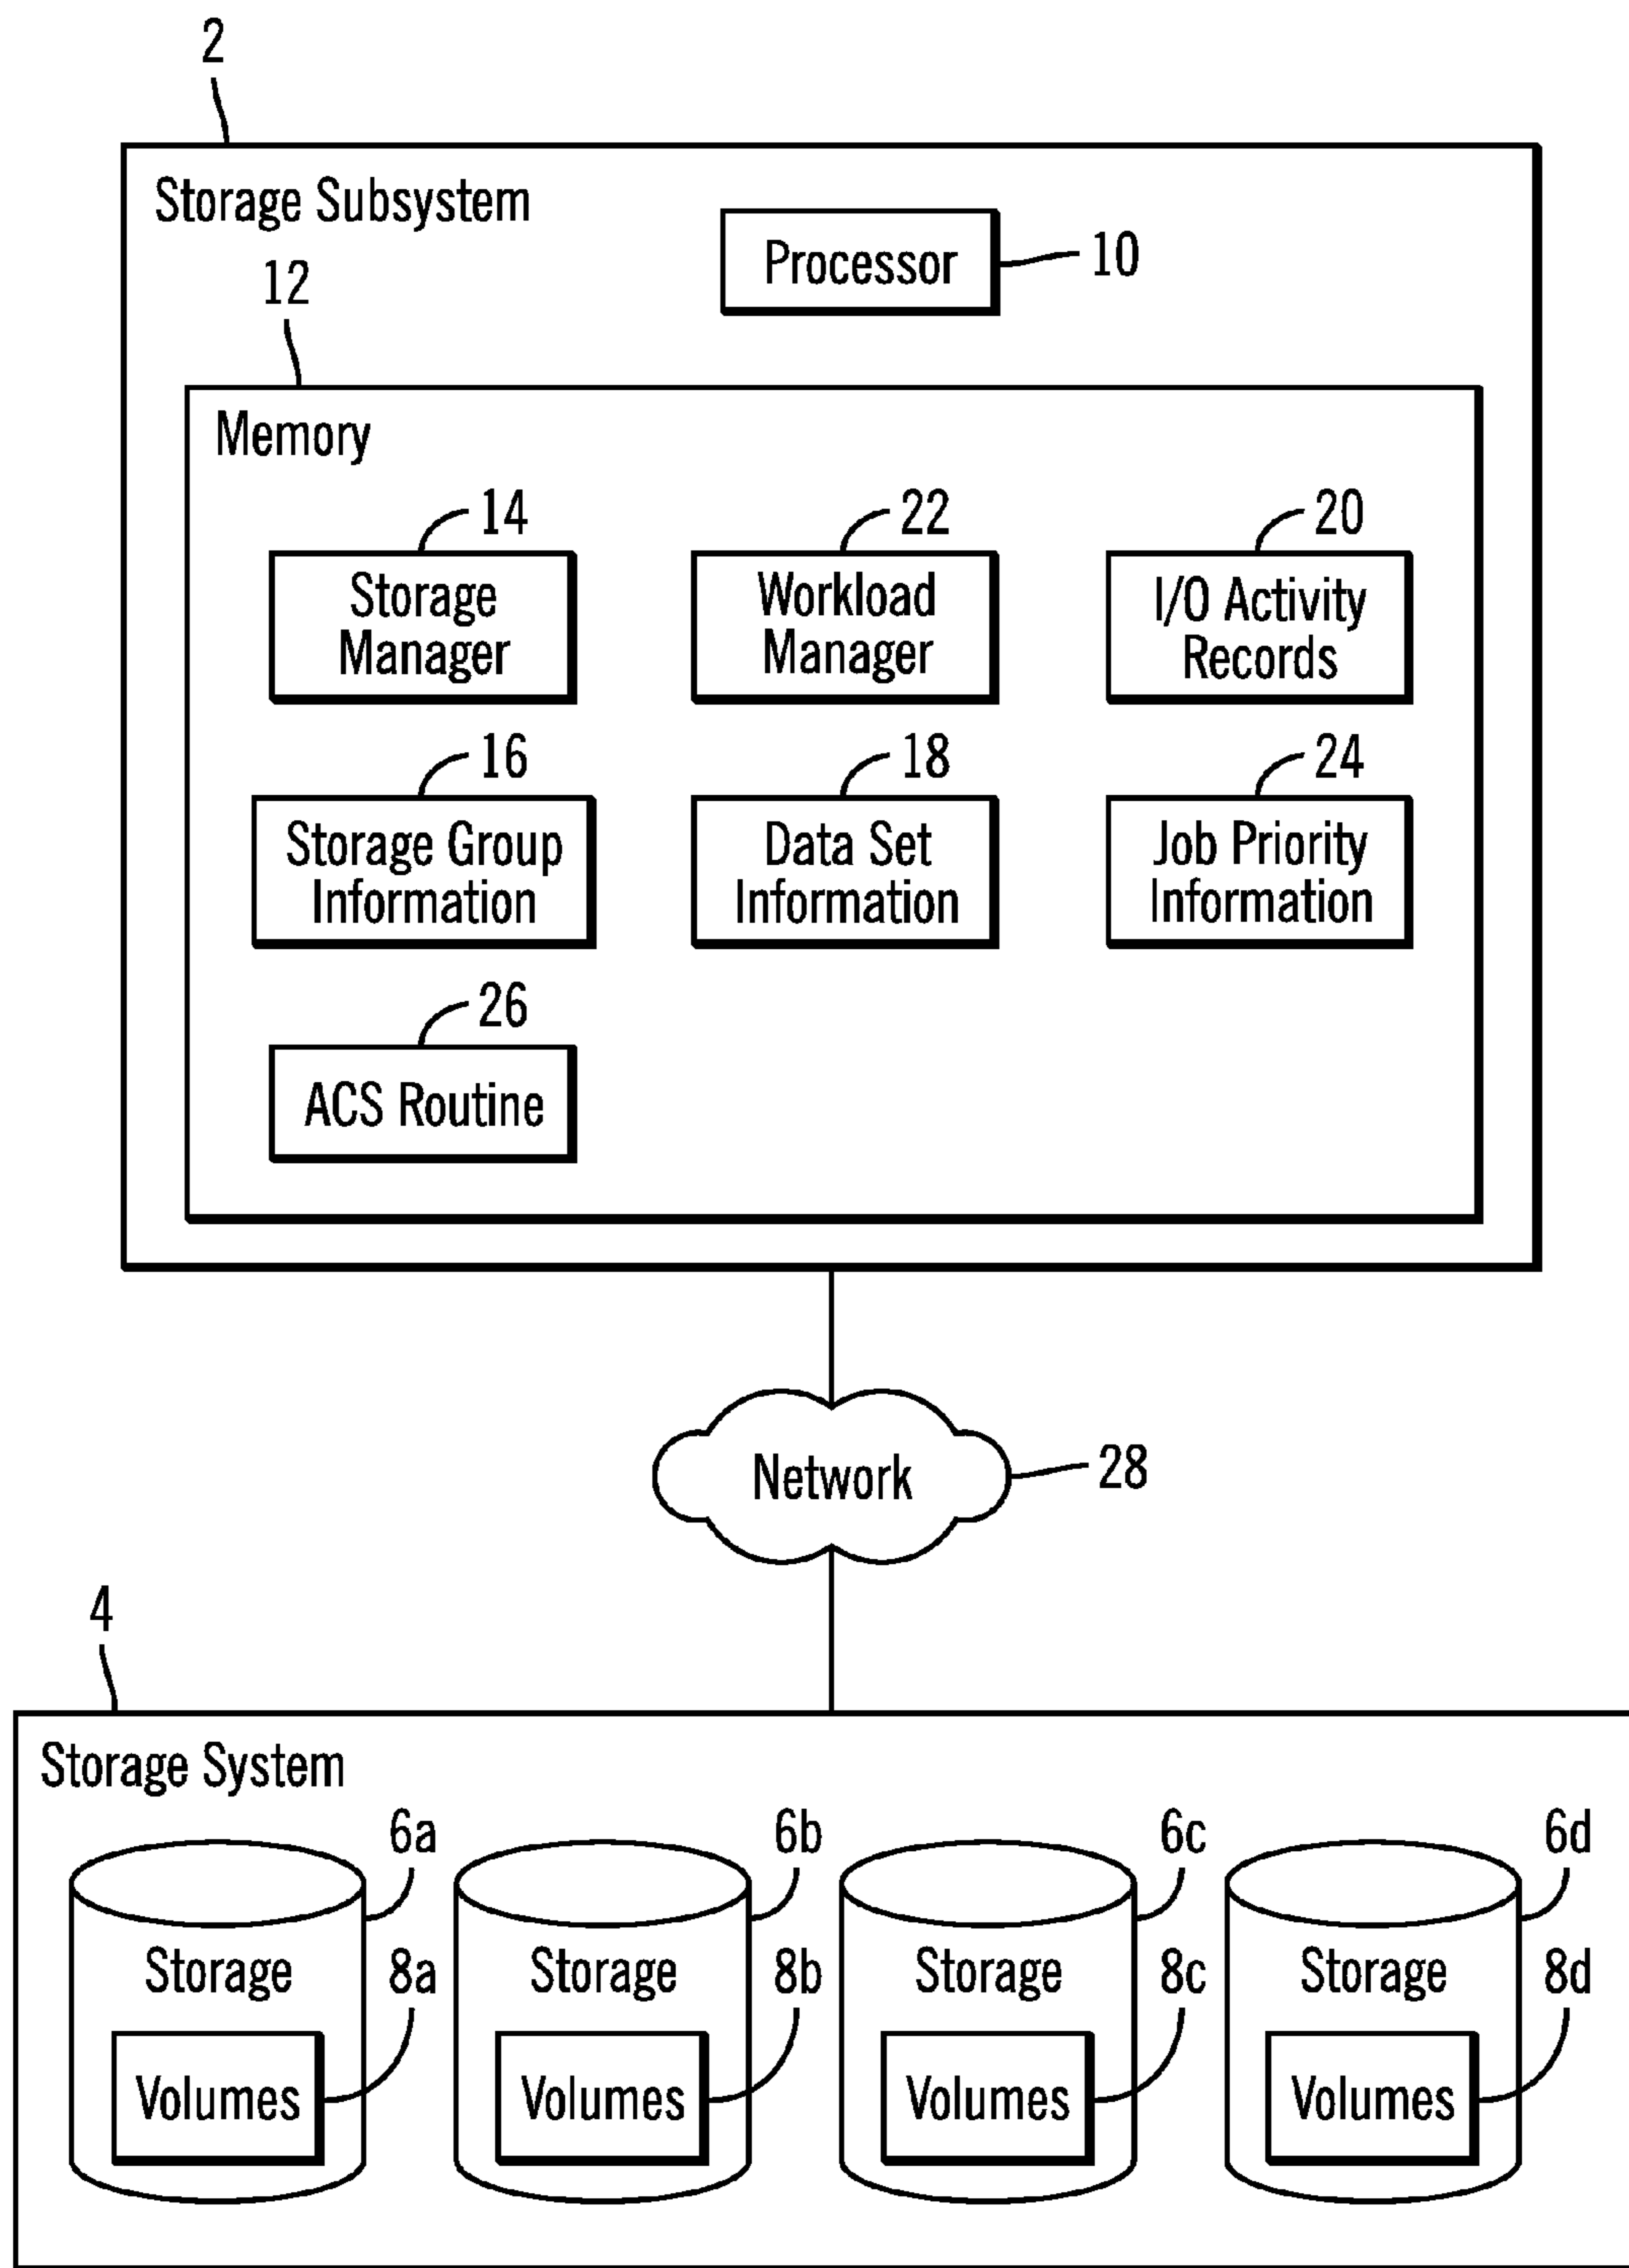 2
Storage Subsystem
Processor
10
12
Memory
14
22
20
Storage
Manager
Workload
Manager
I/O Activity
Records
16
18
24
Storage Group
Information
Data Set
Information
Job Priority
Information
26
ACS Routine
Network
28
4
Storage System
6a
6b
6c
6d
Storage
8a
Storage
8b
Storage
8c
Storage
8d
Volumes
Volumes
Volumes
Volumes